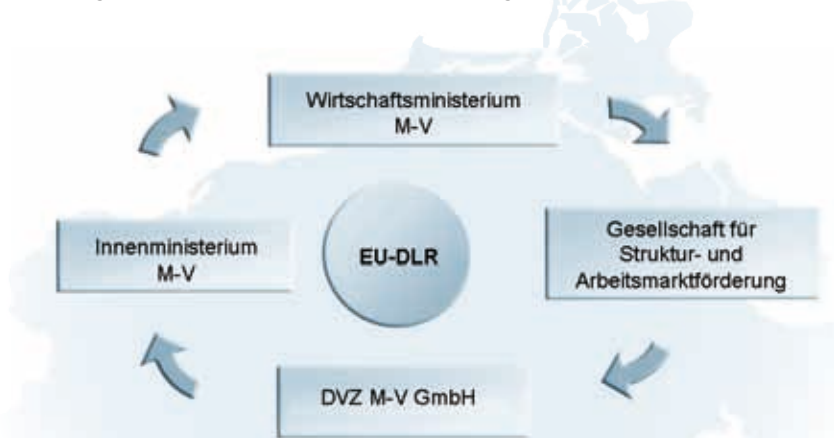 Wirtschaftsministerium
M-V
Innenministerium
M-V
EU-DLR
Gesellschaft für
Struktur- und
Arbeitsmarktförderung
DVZ M-V GmbH